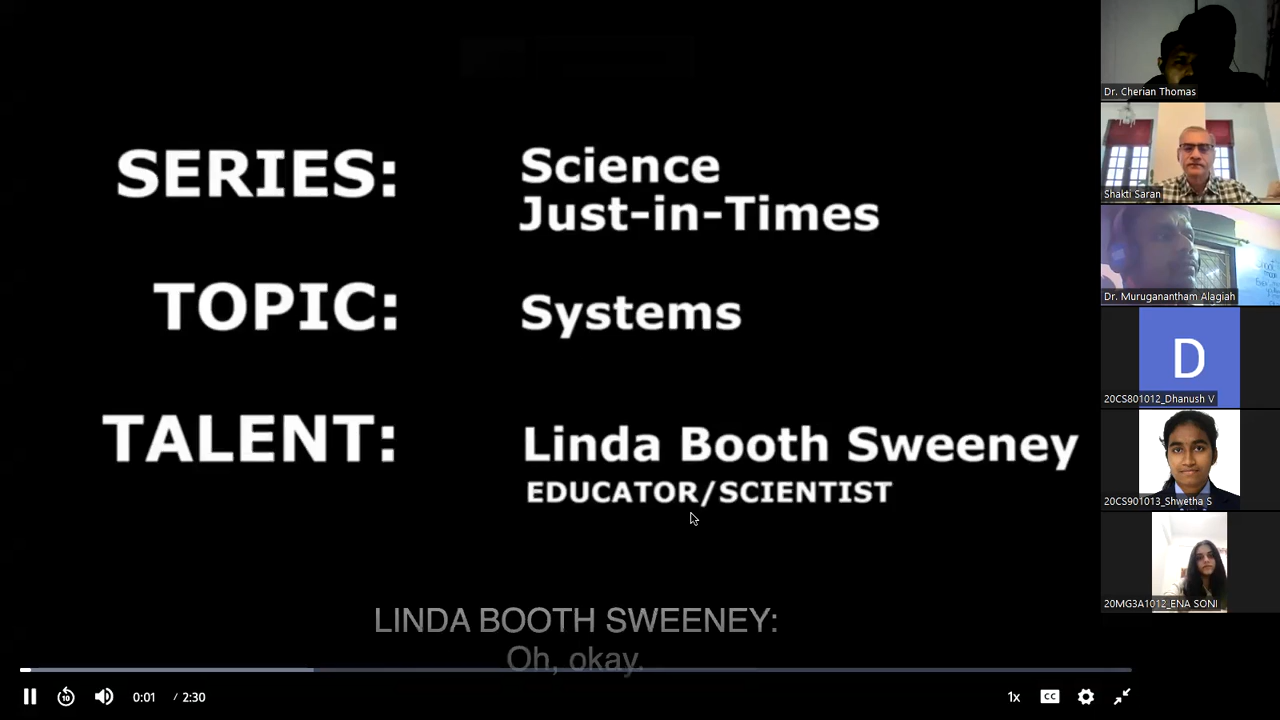 SERIES: Science
Just-in-Times
TOPIC: Systems
TALENT: Linda Booth Sweeney
EDUCATOR/SCIENTIST
LINDA BOOTH SWEENEY:
Oh, okay.
10
0:01 / 2:30
1x
CC
Dr. Cherian Thomas
Shakti Saran
Dr. Muruganantham Alagiah
D
20CS801012_Dhanush V
20CS901013_Shwetha S
20MG3A1012_ENA SONI